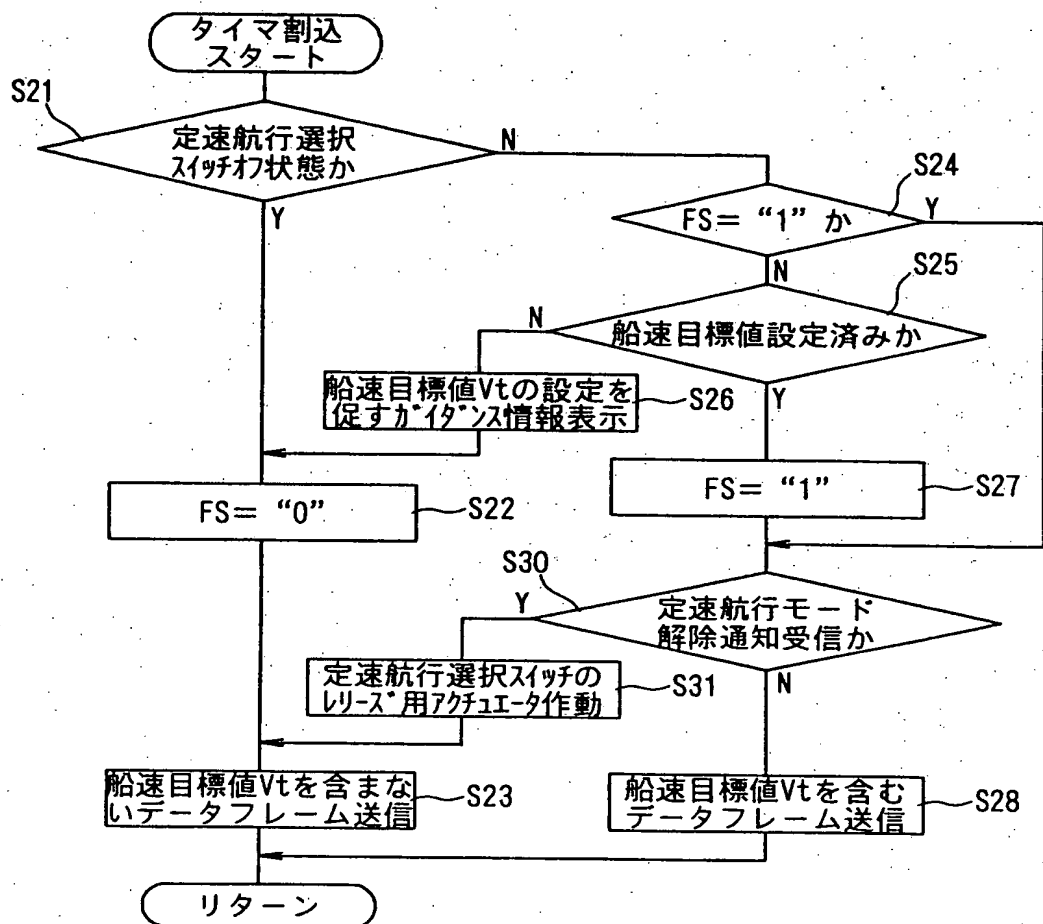 タイマ割込
スタート
S21
定速航行選択
スイッチオフ状態か
N
Y
S24
FS= “1” か
Y
N
S25
船速目標値設定済みか
N
Y
船速目標値Vtの設定を
促すガイダンス情報表示
S26
FS= “1”
S27
FS= “0”
S22
S30
定速航行モード
解除通知受信か
Y
N
定速航行選択スイッチの
レリーズ用アクチュエータ作動
S31
船速目標値Vtを含まな
いデータフレーム送信
S23
船速目標値Vtを含む
データフレーム送信
S28
リターン